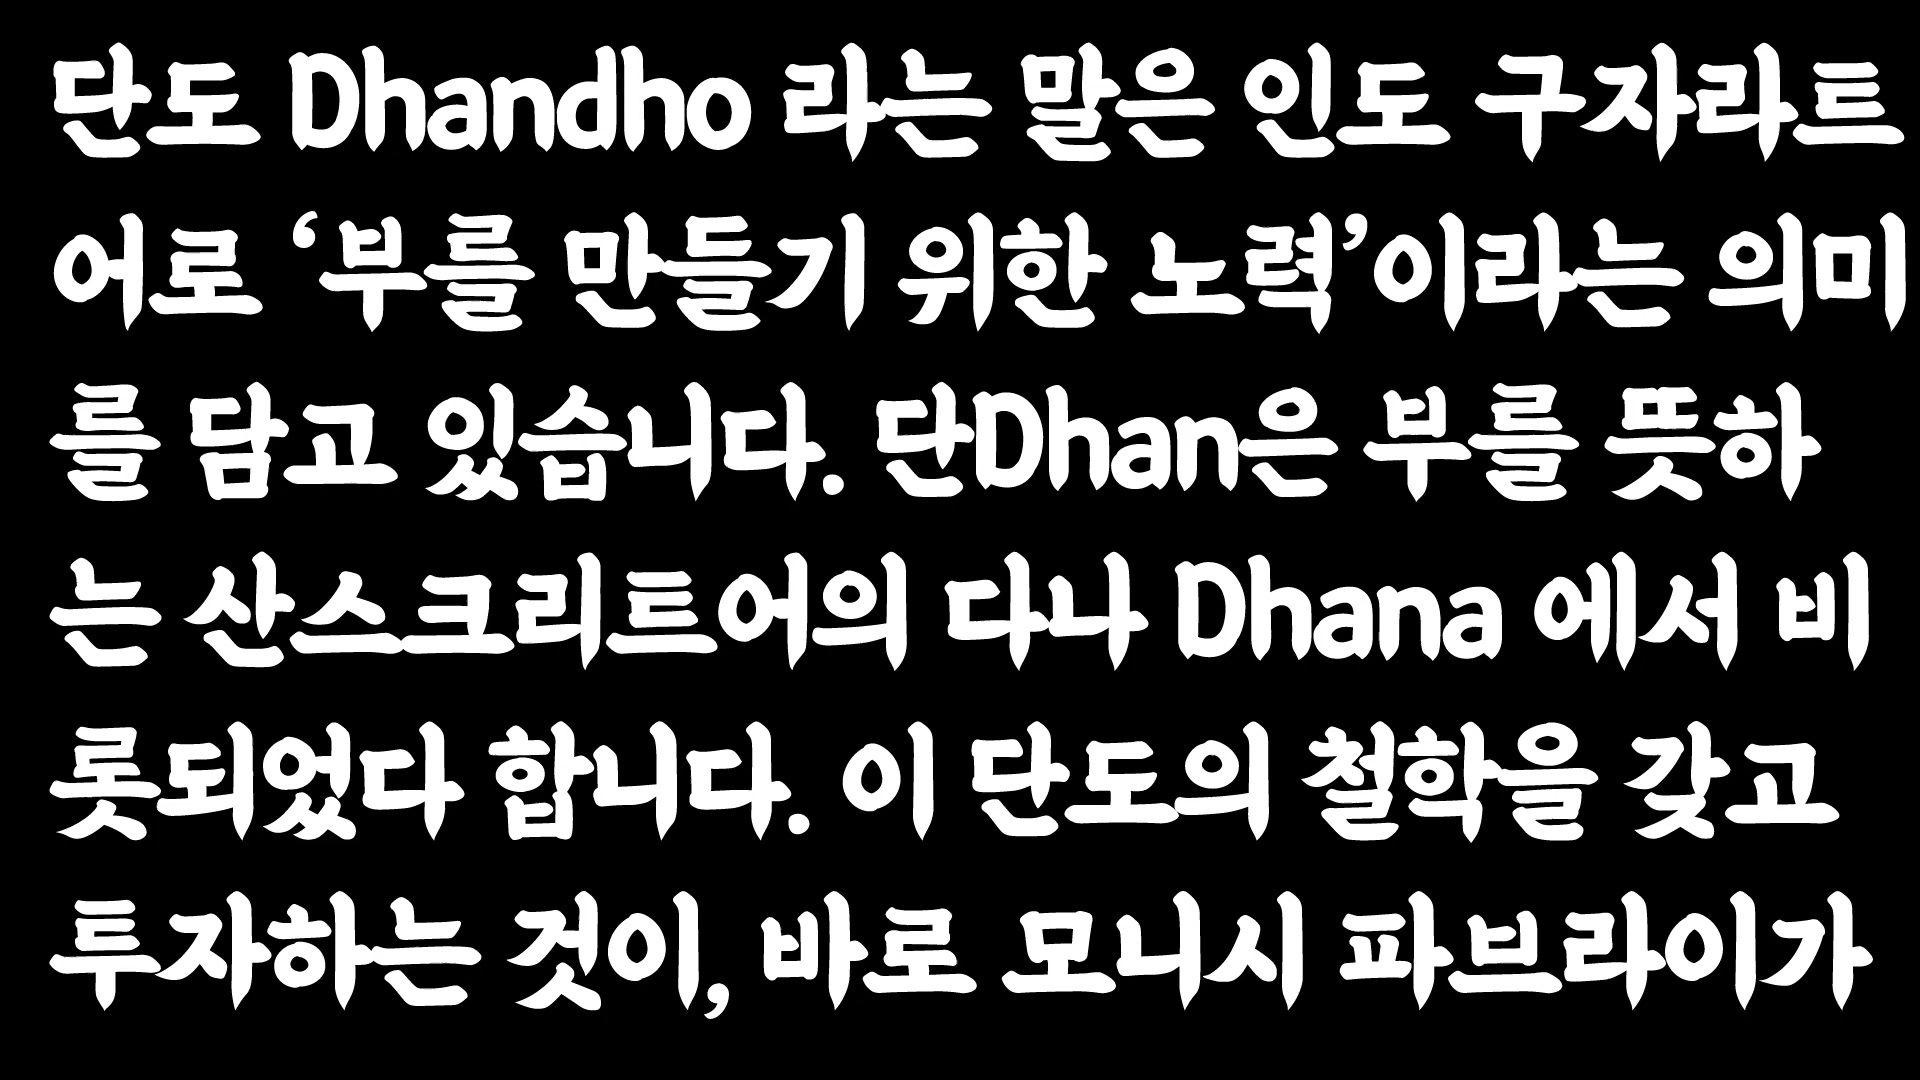 단도 Dhandho 라는 말은 인도 구자라트
어로 ‘부를 만들기 위한 노력’이라는 의미
를 담고 있습니다. 단Dhan은 부를 뜻하
는 산스크리트어의 다나 Dhana 에서 비
롯되었다 합니다. 이 단도의 철학을 갖고
투자하는 것이, 바로 모니시 파브라이가